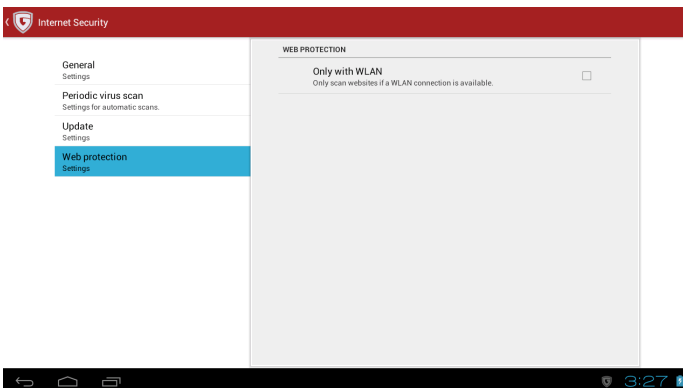 Internet Security
General
Settings
Periodic virus scan
Settings for automatic scans.
Update
Settings
Web protection
Settings
WEB PROTECTION
Only with WLAN
Only scan websites if a WLAN connection is available.
3:27